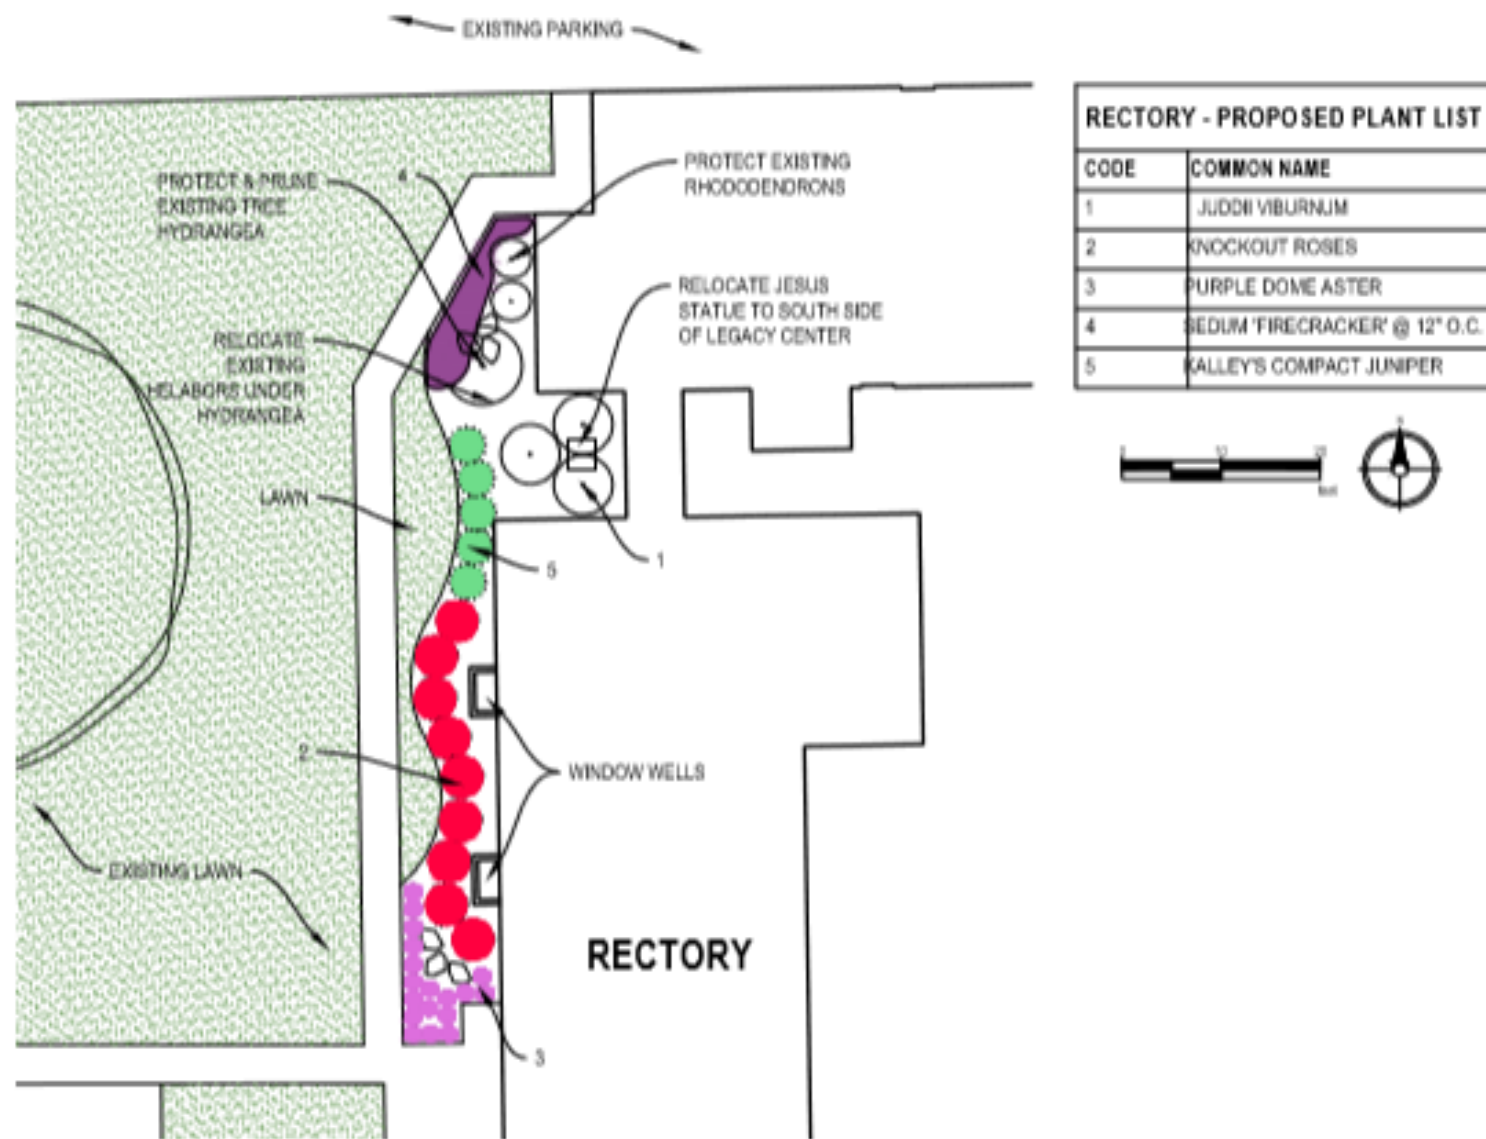 EXISTING PARKING
PROTECT & PRUNE
EXISTING TREE
HYDRANGEA
4
PROTECT EXISTING
RHODODENDRONS
RELOCATE JESUS
STATUE TO SOUTH SIDE
OF LEGACY CENTER
RELOCATE
EXISTING
HELABORS UNDER
HYDRANGEA
LAWN
5
1
2
WINDOW WELLS
EXISTING LAWN
RECTORY
3
RECTORY - PROPOSED PLANT LIST
CODE COMMON NAME
1 JUDDII VIBURNUM
2 KNOCKOUT ROSES
3 PURPLE DOME ASTER
4 SEDUM 'FIRECRACKER' @ 12" O.C.
5 KALLEY'S COMPACT JUNIPER